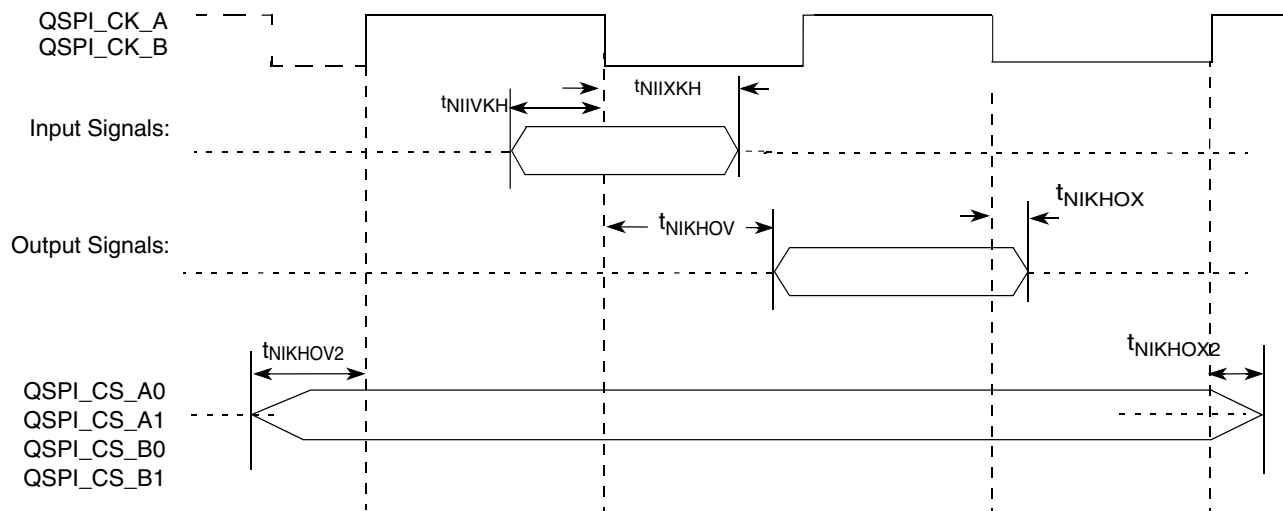 QSPI_CK_A
QSPI_CK_B
tNIIVKH
tNIIXKH
Input Signals:
tNIKHOX
tNIKHOV
Output Signals:
tNIKHOV2
tNIKHOX2
QSPI_CS_A0
QSPI_CS_A1
QSPI_CS_B0
QSPI_CS_B1